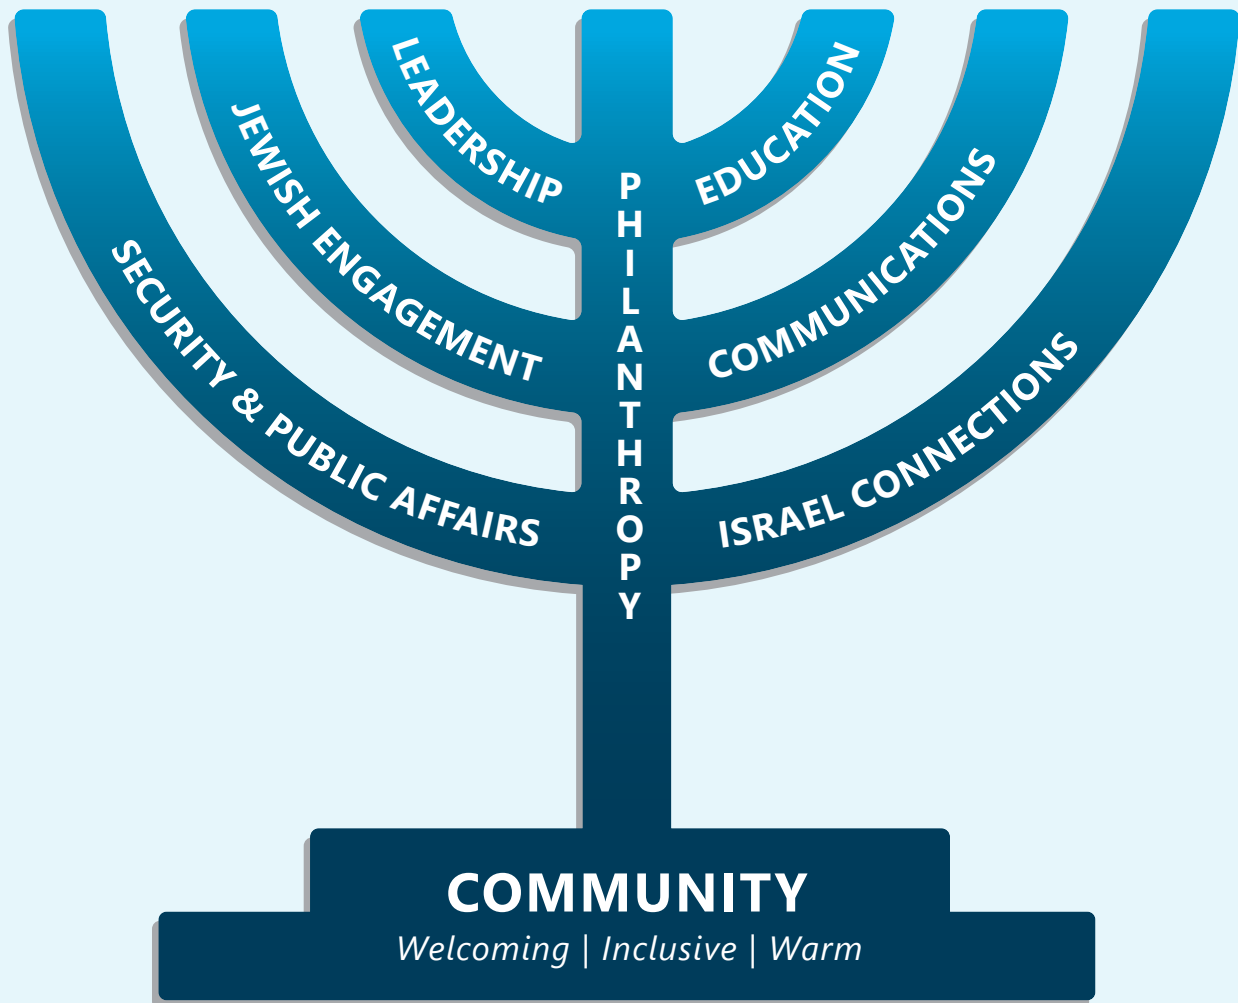 LEADERSHIP
EDUCATION
JEWISH ENGAGEMENT
COMMUNICATIONS
SECURITY & PUBLIC AFFAIRS
ISRAEL CONNECTIONS
PHILANTHROPY
COMMUNITY
Welcoming | Inclusive | Warm